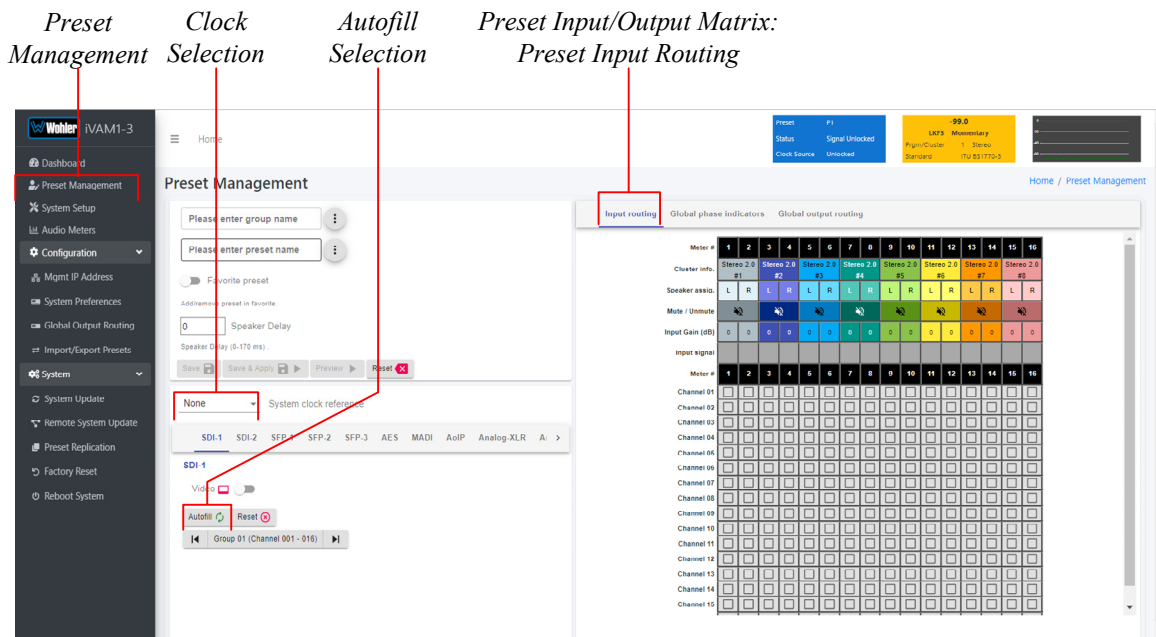 Preset Management
Clock Selection
Autofill Selection
Preset Input/Output Matrix:
Preset Input Routing
Wohler iVAM1-3
Home
Preset P1
Status Signal Unlocked
Clock Source Unlocked
-99.0
LKFS Momentary
Prgm/Cluster 1 Stereo
Standard ITU BS1770-3
Dashboard
Preset Management
System Setup
Audio Meters
Configuration
Mgmt IP Address
System Preferences
Global Output Routing
Import/Export Presets
System
System Update
Remote System Update
Preset Replication
Factory Reset
Reboot System
Preset Management
Home / Preset Management
Please enter group name
Please enter preset name
Favorite preset
Add/remove preset in favorite.
0 Speaker Delay
Speaker Delay (0-170 ms) .
Save Save & Apply Preview Reset
None System clock reference
SDI-1 SDI-2 SFP-1 SFP-2 SFP-3 AES MADI AoIP Analog-XLR
SDI-1
Video
Autofill Reset
Group 01 (Channel 001 - 016)
Input routing Global phase indicators Global output routing
Meter # 1 2 3 4 5 6 7 8 9 10 11 12 13 14 15 16
Cluster info. Stereo 2.0 Stereo 2.0 Stereo 2.0 Stereo 2.0 Stereo 2.0 Stereo 2.0 Stereo 2.0 Stereo 2.0
#1 #2 #3 #4 #5 #6 #7 #8
Speaker assig. L R L R L R L R L R L R L R L R
Mute / Unmute
Input Gain (dB) 0 0 0 0 0 0 0 0 0 0 0 0 0 0 0 0
Input signal
Meter # 1 2 3 4 5 6 7 8 9 10 11 12 13 14 15 16
Channel 01
Channel 02
Channel 03
Channel 04
Channel 05
Channel 06
Channel 07
Channel 08
Channel 09
Channel 10
Channel 11
Channel 12
Channel 13
Channel 14
Channel 15